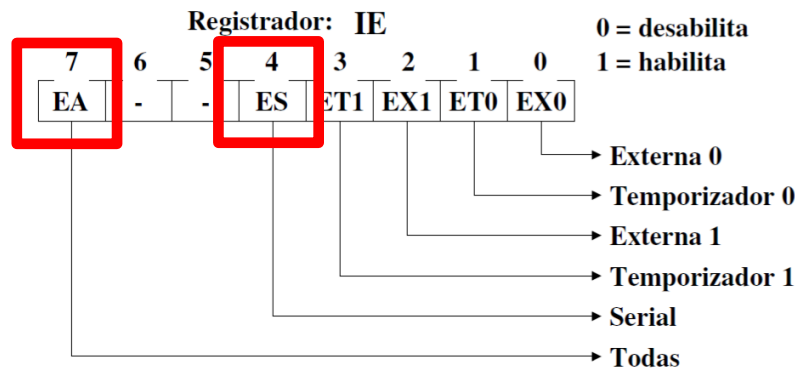 Registrador: IE
0 = desabilita
7 6 5 4 3 2 1 0
1 = habilita
EA - - ES ET1 EX1 ET0 EX0
Externa 0
Temporizador 0
Externa 1
Temporizador 1
Serial
Todas